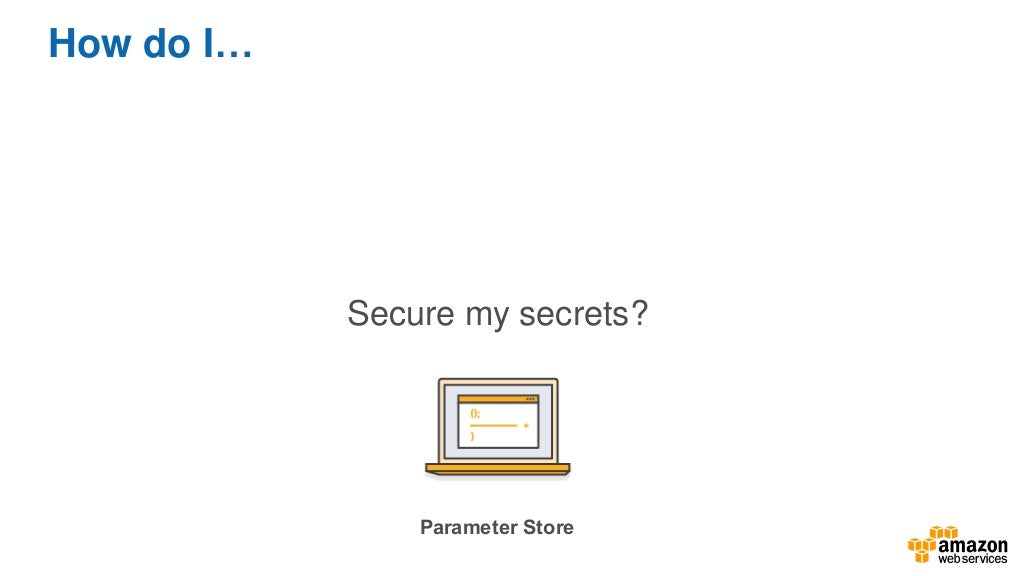 How do I…
Secure my secrets?
();
}
Parameter Store
amazon
webservices